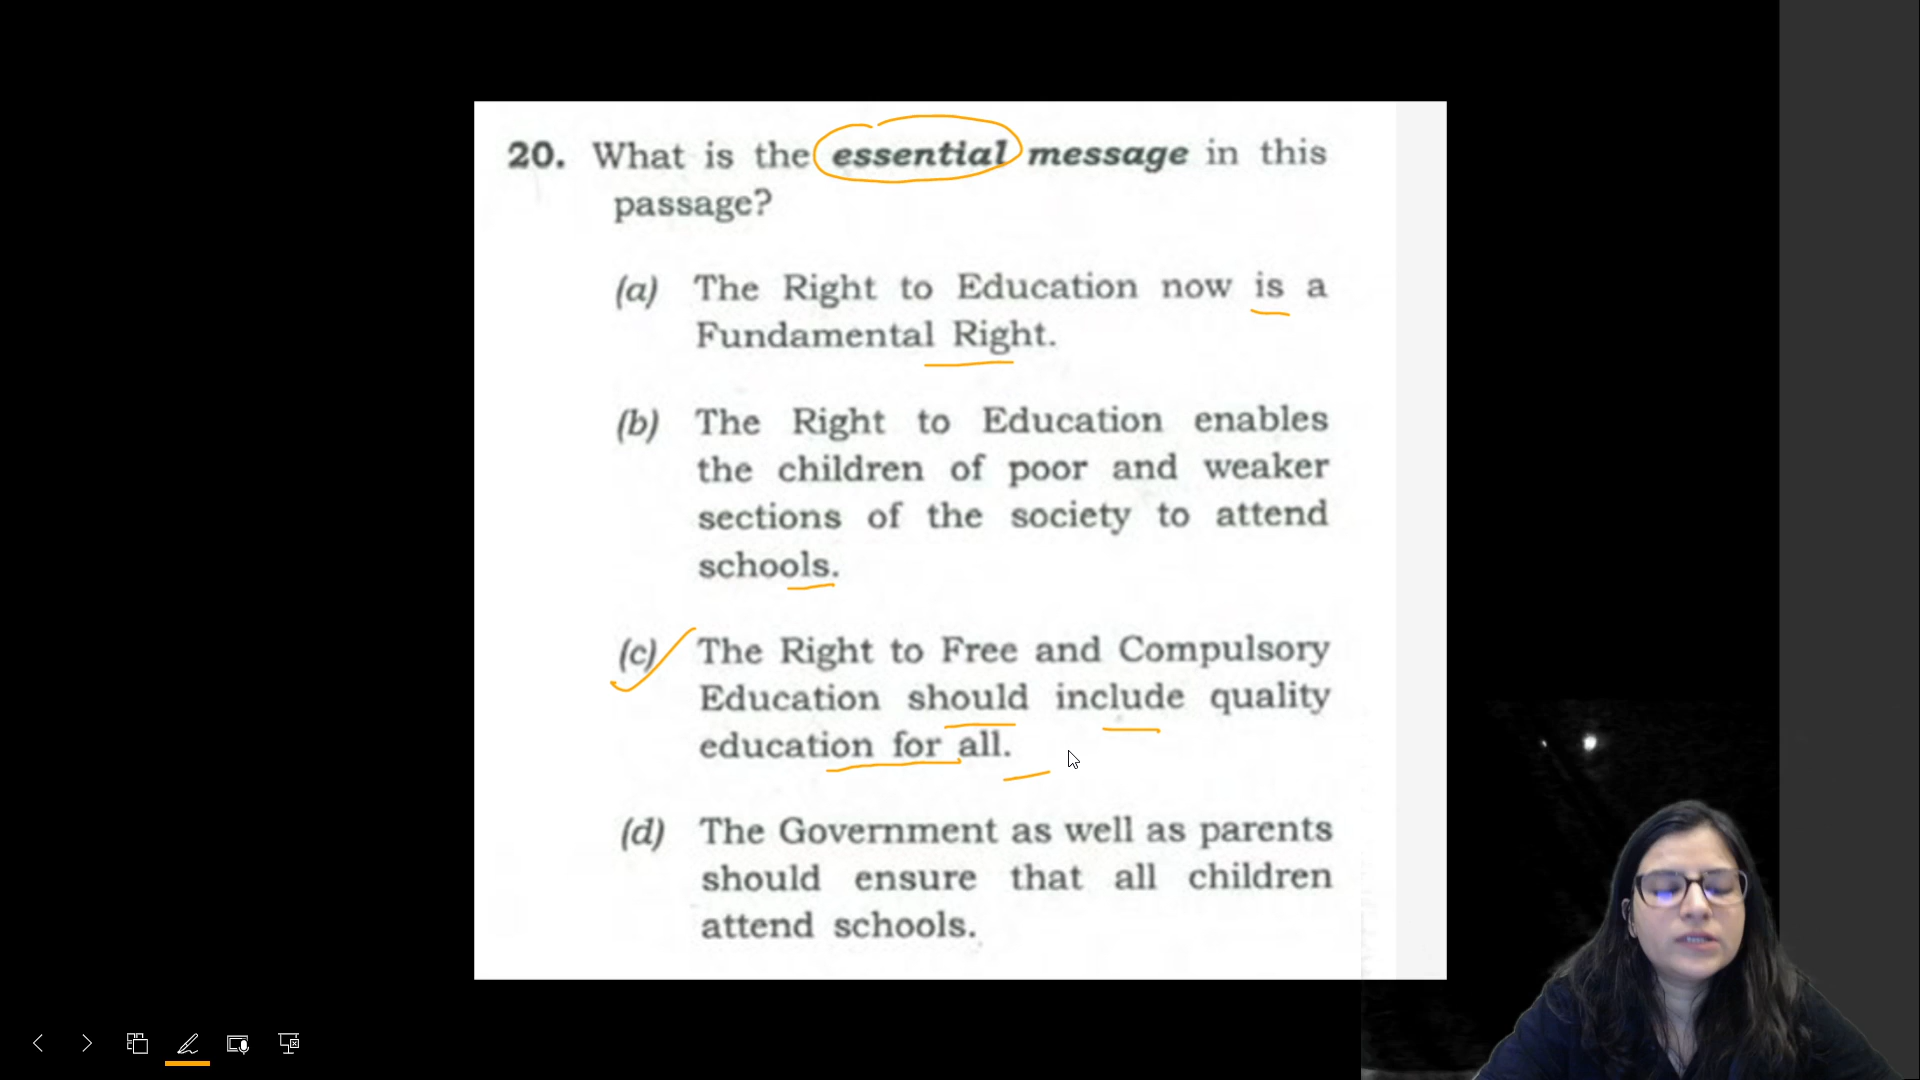 20. What is the essential message in this
passage?
(a) The Right to Education now is a
Fundamental Right.
(b) The Right to Education enables
the children of poor and weaker
sections of the society to attend
schools.
(c) The Right to Free and Compulsory
Education should include quality
education for all.
(d) The Government as well as parents
should ensure that all children
attend schools.